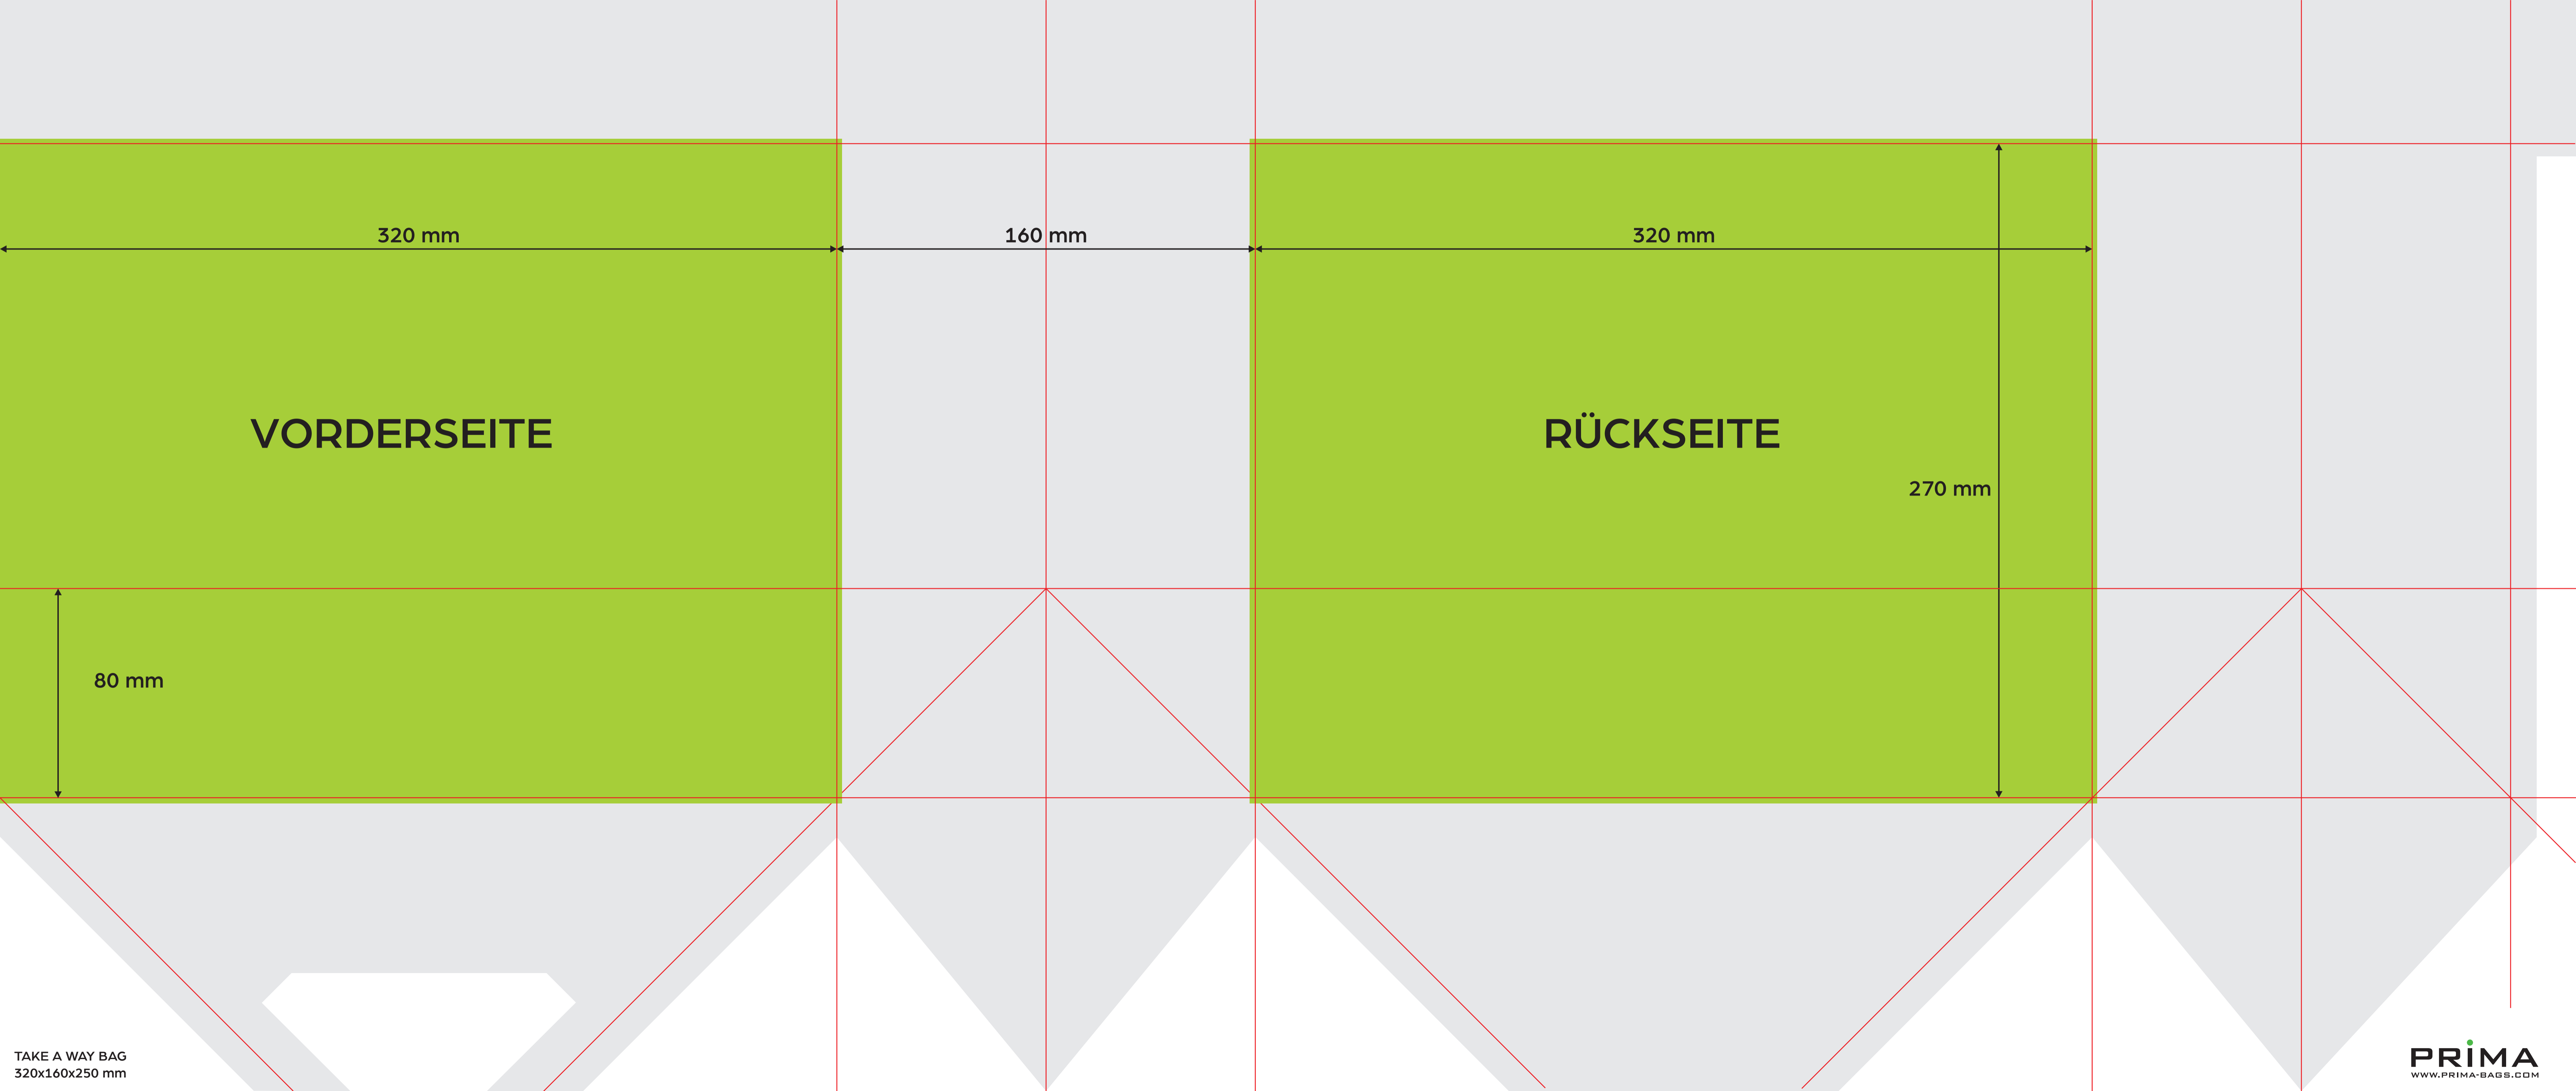 320 mm
160 mm
320 mm
VORDERSEITE
RÜCKSEITE
270 mm
80 mm
TAKE A WAY BAG
320x160x250 mm
PRiMA
WWW.PRIMA-BAGS.COM